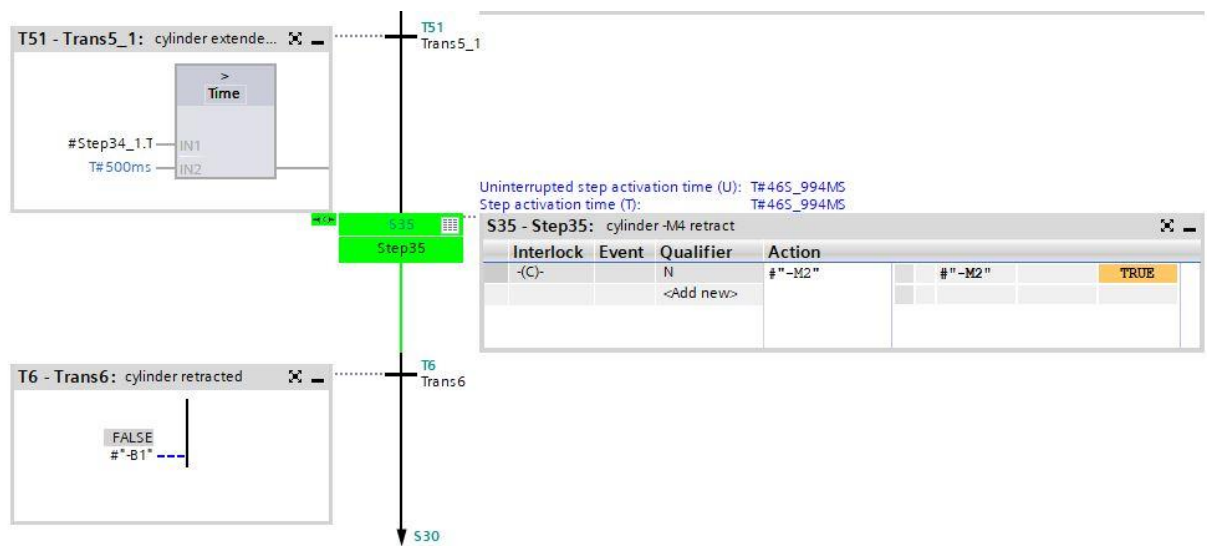 T51 - Trans5_1: cylinder extende...
T51
Trans5_1
>
Time
#Step34_1.T
IN1
T#500ms
IN2
Uninterrupted step activation time (U): T#46S_994MS
Step activation time (T): T#46S_994MS
S35
Step35
S35 - Step35: cylinder -M4 retract
Interlock Event Qualifier Action
-(C)- N #"-M2" #"-M2" TRUE
<Add new>
T6 - Trans6: cylinder retracted
T6
Trans6
FALSE
#"-B1"
S30